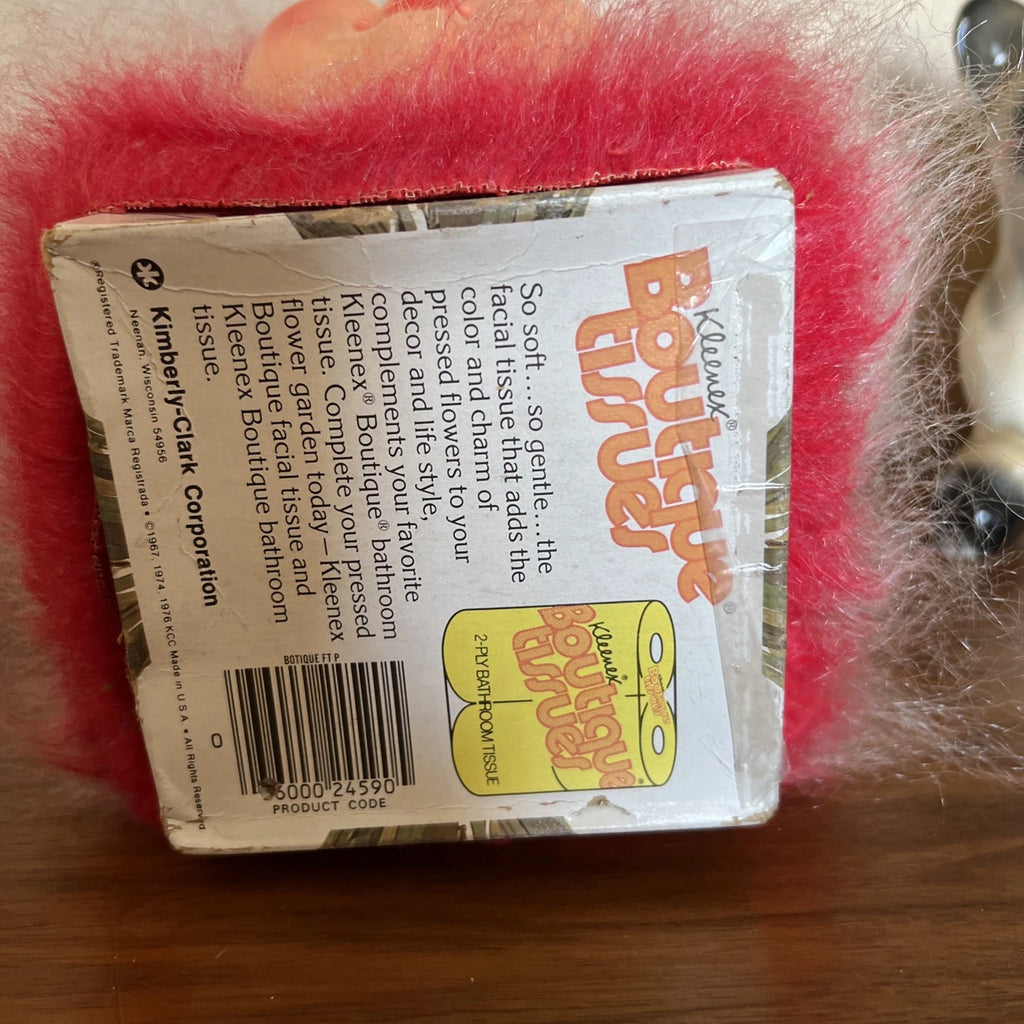 Kleenex®
Boutique®
tissues
So soft...so gentle...the
facial tissue that adds the
color and charm of
pressed flowers to your
decor and life style,
complements your favorite
Kleenex® Boutique® bathroom
tissue. Complete your pressed
flower garden today—Kleenex
Boutique facial tissue and
Kleenex Boutique bathroom
tissue.
Kleenex®
Boutique®
tissues
2-PLY BATHROOM TISSUE
Kimberly-Clark Corporation
Neenah, Wisconsin 54956
®Registered Trademark Marca Registrada • ©1967, 1974, 1976 KCC Made in U S A • All Rights Reserved
BOTIQUE FT P
6000 24590
PRODUCT CODE
O